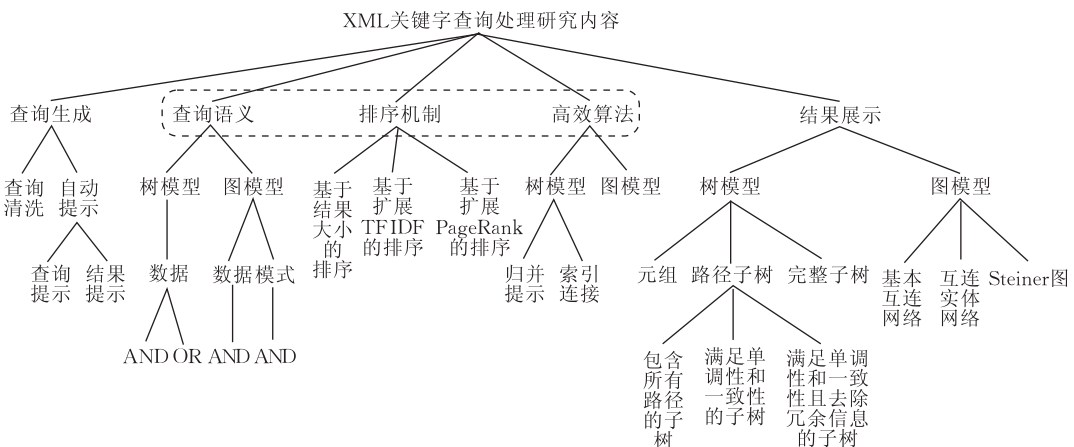 XML关键字查询处理研究内容
查询生成
查询语义
排序机制
高效算法
结果展示
查询
清洗
自动
提示
树模型
图模型
基于
结果
大小
的
排序
基于
扩展
TFIDF
的排序
基于
扩展
PageRank
的排序
树模型
图模型
树模型
图模型
查询
提示
结果
提示
数据
数据
模式
归并
提示
索引
连接
元组
路径子树
完整子树
基本
互连
网络
互连
实体
网络
Steiner图
AND
OR
AND
AND
包含
所有
路径
的子
树
满足单
调性和
一致性
的子树
满足单调
性和一致
性且去除
冗余信息
的子树